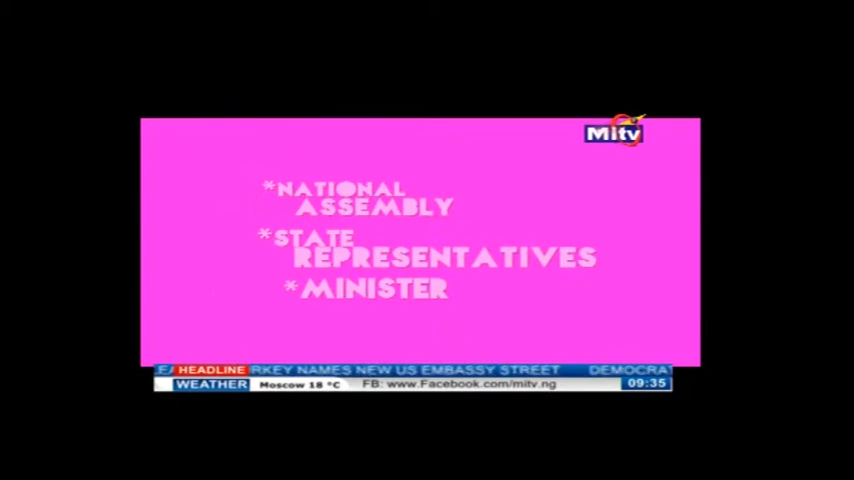 MItv
*NATIONAL
ASSEMBLY
*STATE
REPRESENTATIVES
*MINISTER
HEADLINE RKEY NAMES NEW US EMBASSY STREET DEMOCRAT
WEATHER Moscow 18 °C FB: www.Facebook.com/mitv.ng 09:35